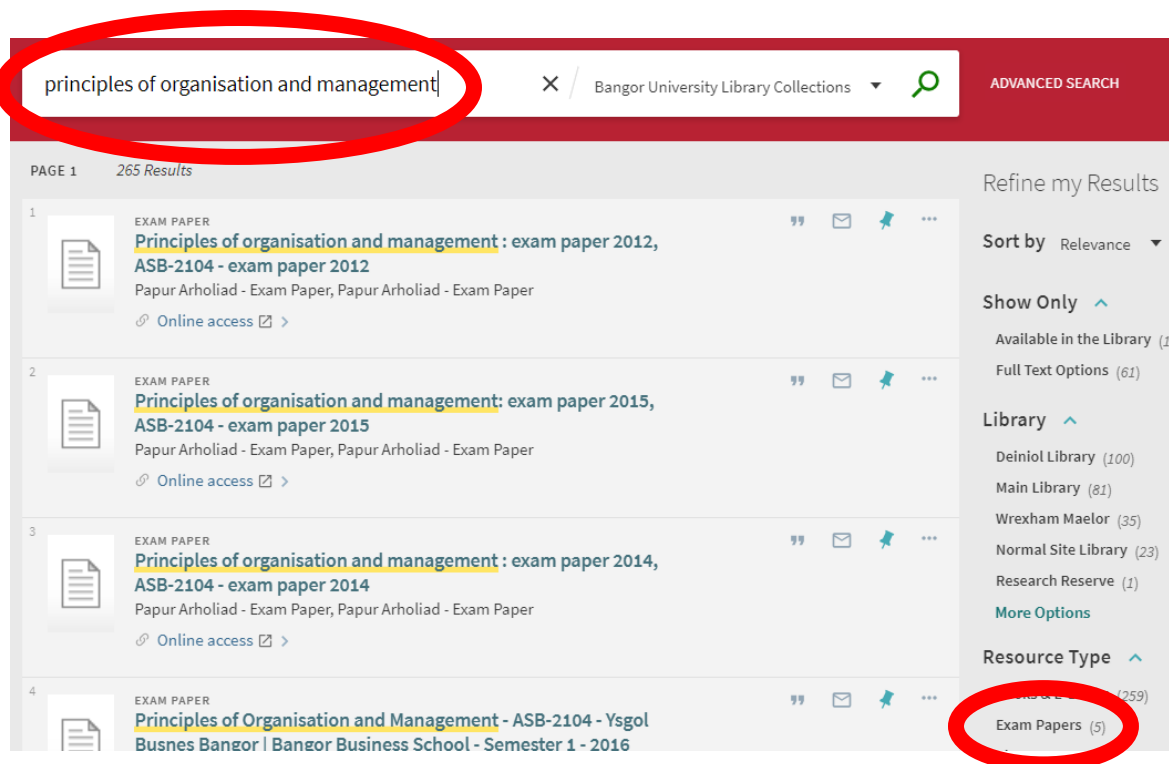 principles of organisation and management
Bangor University Library Collections
ADVANCED SEARCH
PAGE 1 265 Results
1
EXAM PAPER
Principles of organisation and management : exam paper 2012,
ASB-2104 - exam paper 2012
Papur Arholiad - Exam Paper, Papur Arholiad - Exam Paper
Online access
2
EXAM PAPER
Principles of organisation and management: exam paper 2015,
ASB-2104 - exam paper 2015
Papur Arholiad - Exam Paper, Papur Arholiad - Exam Paper
Online access
3
EXAM PAPER
Principles of organisation and management : exam paper 2014,
ASB-2104 - exam paper 2014
Papur Arholiad - Exam Paper, Papur Arholiad - Exam Paper
Online access
4
EXAM PAPER
Principles of Organisation and Management - ASB-2104 - Ysgol
Busnes Bangor | Bangor Business School - Semester 1 - 2016
Refine my Results
Sort by Relevance
Show Only
Available in the Library
Full Text Options (61)
Library
Deiniol Library (100)
Main Library (81)
Wrexham Maelor (35)
Normal Site Library (23)
Research Reserve (1)
More Options
Resource Type
(259)
Exam Papers (5)